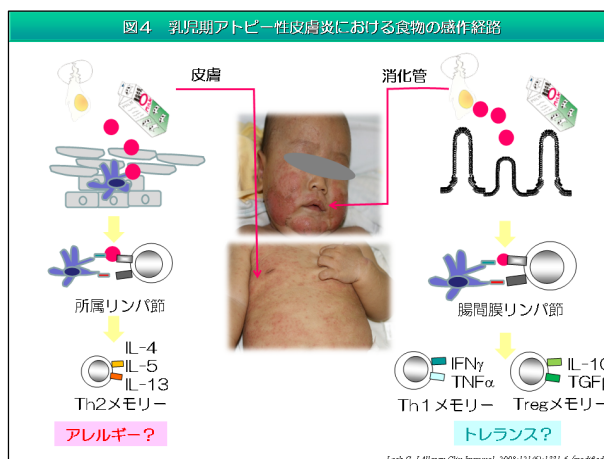 図4 乳児期アトピー性皮膚炎における食物の感作経路
皮膚
消化管
所属リンパ節
腸間膜リンパ節
IL-4
IL-5
IL-13
Th2メモリー
IFNγ
TNFα
Th1メモリー
IL-10
TGFβ
Tregメモリー
アレルギー?
トレランス?